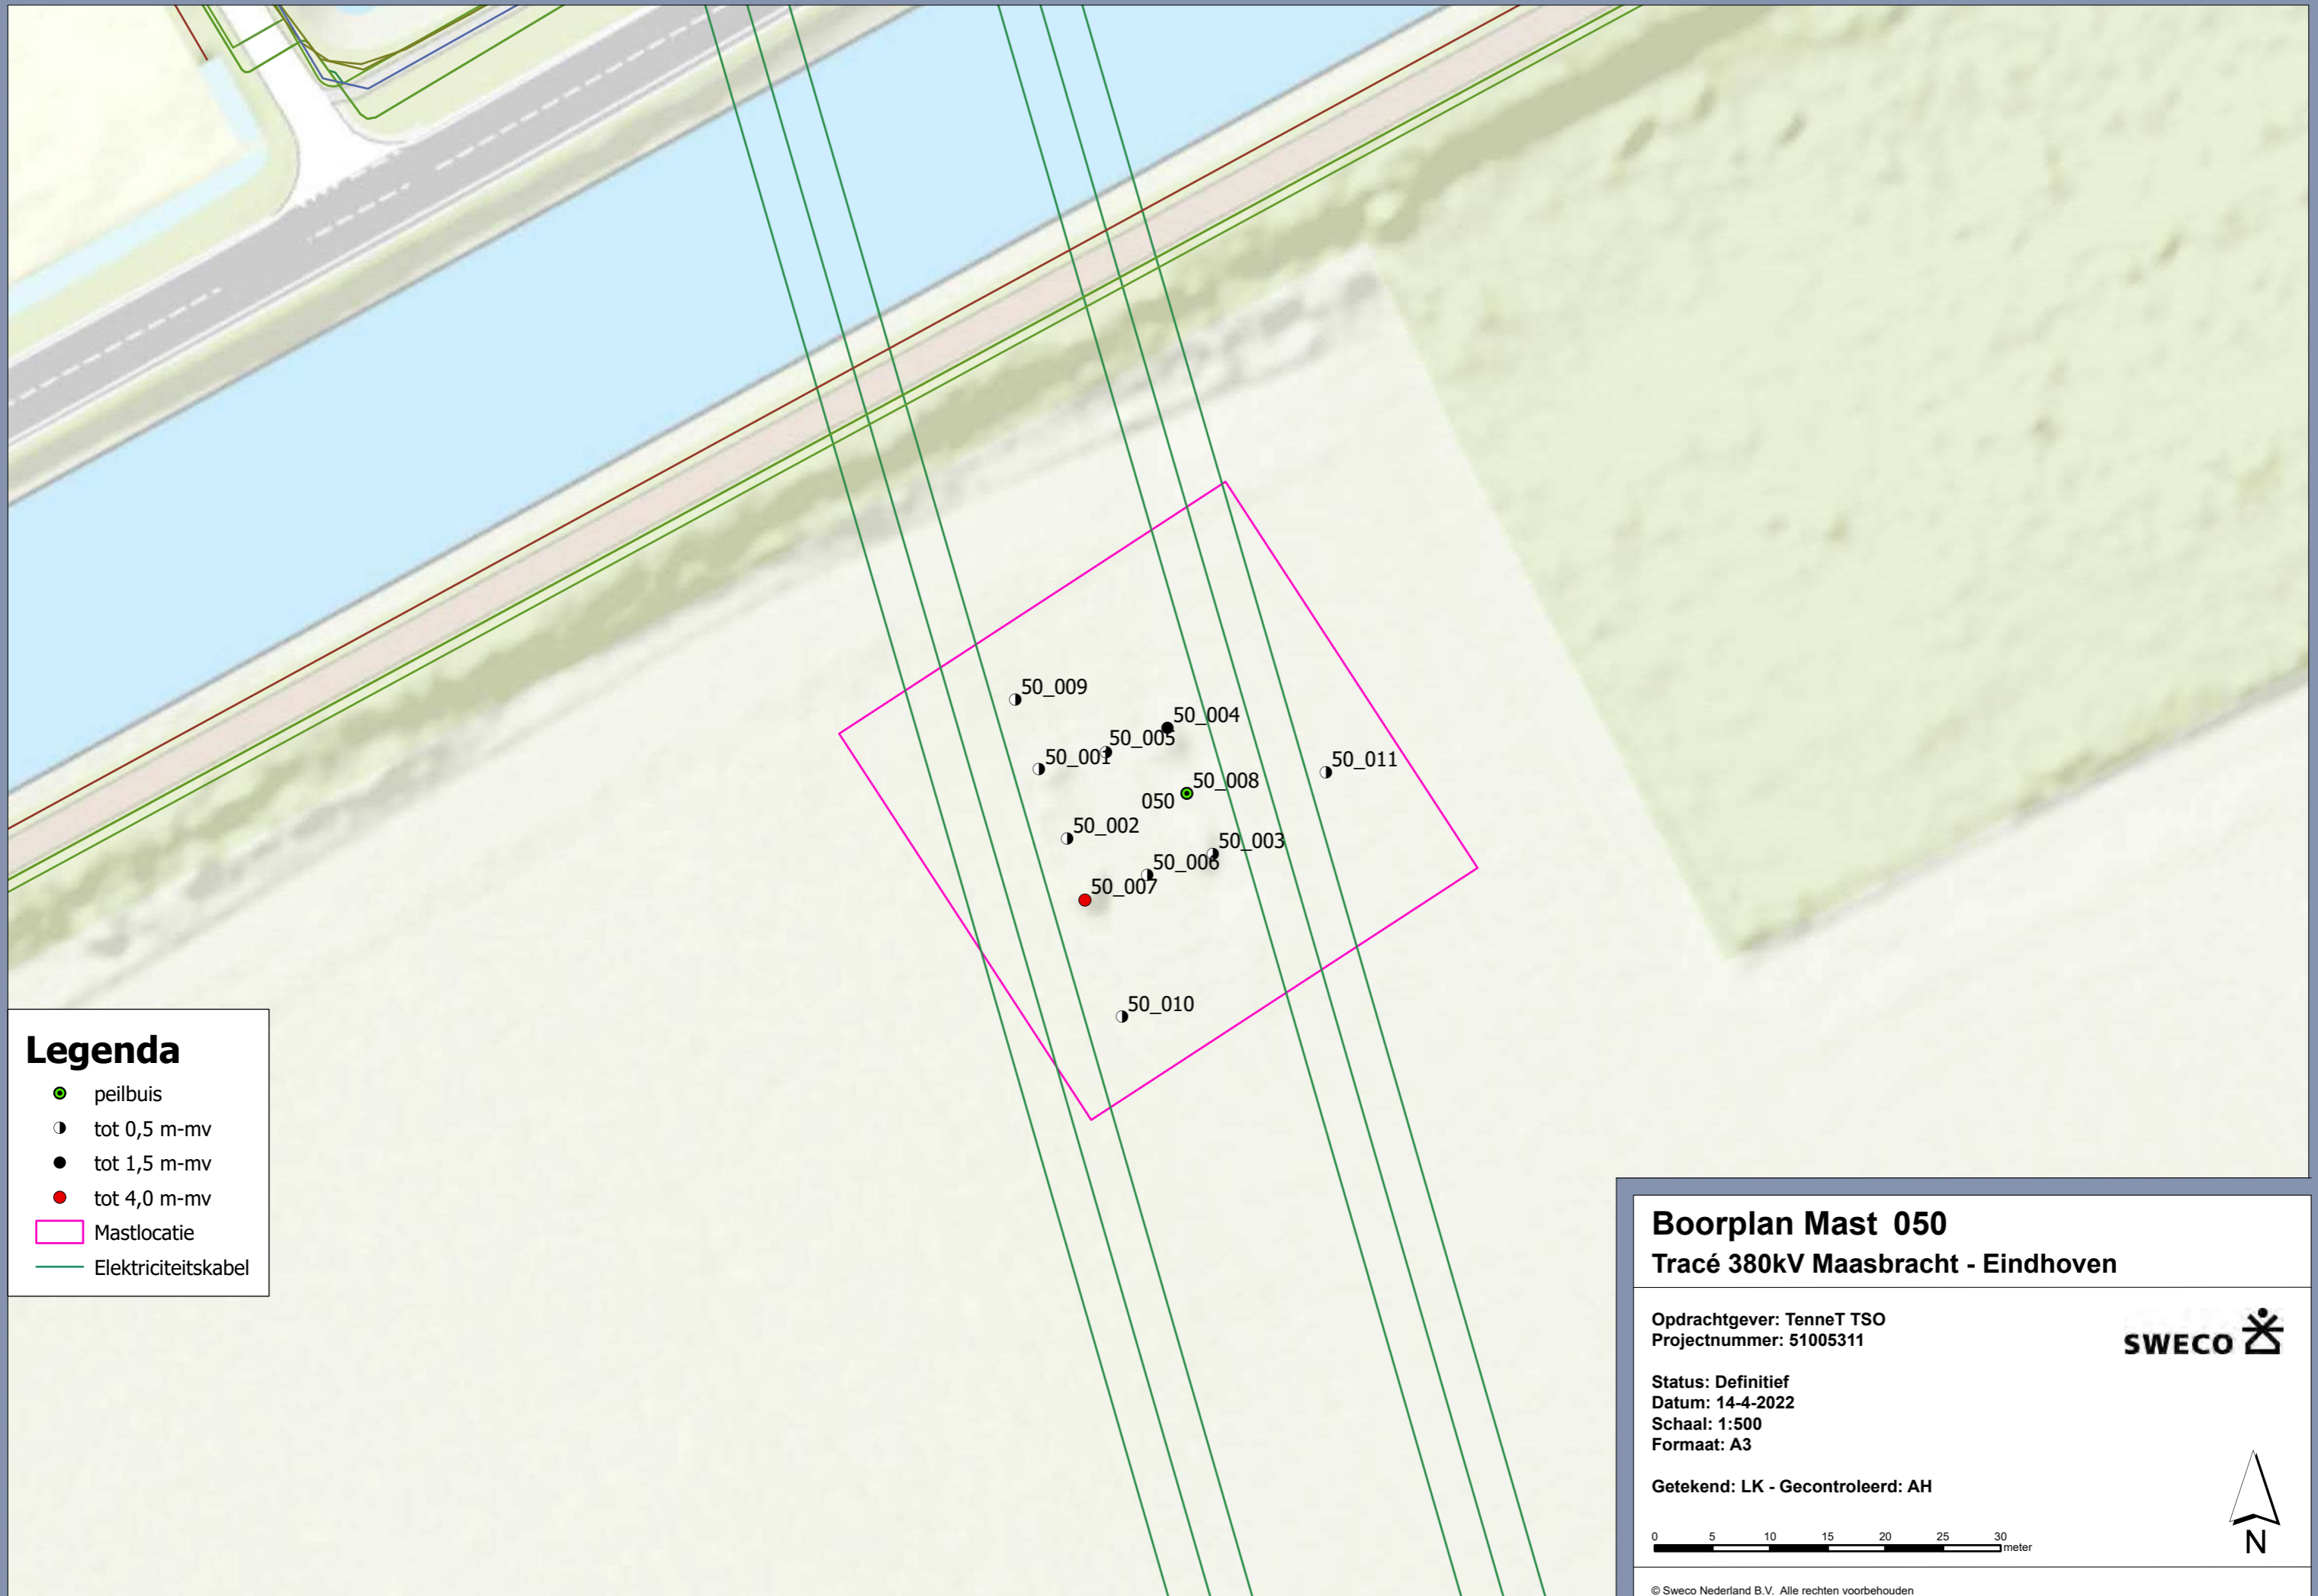 50_009
50_004
50_005
50_001
50_011
50_008
050
50_002
50_003
50_006
50_007
50_010
Legenda
peilbuis
tot 0,5 m-mv
tot 1,5 m-mv
tot 4,0 m-mv
Mastlocatie
Elektriciteitskabel
Boorplan Mast 050
Tracé 380kV Maasbracht - Eindhoven
Opdrachtgever: TenneT TSO
Projectnummer: 51005311
SWECO
Status: Definitief
Datum: 14-4-2022
Schaal: 1:500
Formaat: A3
Getekend: LK - Gecontroleerd: AH
0 5 10 15 20 25 30
meter
N
© Sweco Nederland B.V. Alle rechten voorbehouden